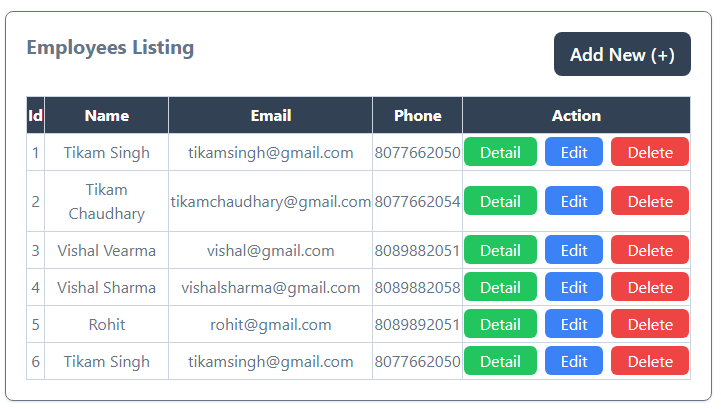 Employees Listing
Add New (+)
Id Name Email Phone Action
1 Tikam Singh tikamsingh@gmail.com 8077662050 Detail Edit Delete
2 Tikam Chaudhary tikamchaudhary@gmail.com 8077662054 Detail Edit Delete
3 Vishal Vearma vishal@gmail.com 8089882051 Detail Edit Delete
4 Vishal Sharma vishalsharma@gmail.com 8089882058 Detail Edit Delete
5 Rohit rohit@gmail.com 8089892051 Detail Edit Delete
6 Tikam Singh tikamsingh@gmail.com 8077662050 Detail Edit Delete